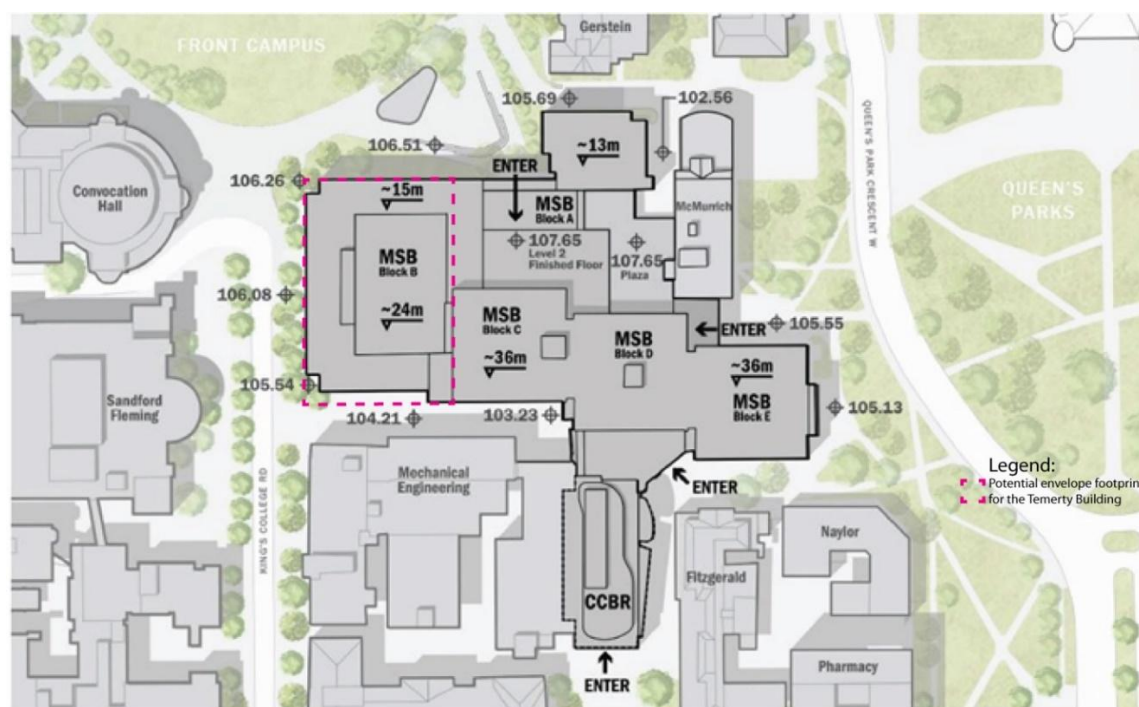 Gerstein
FRONT CAMPUS
105.69
102.56
106.51
~13m
ENTER
106.26
~15m
Convocation
Hall
MSB
Block A
McMurrich
QUEEN'S PARK CRESCENT W
QUEEN'S
PARKS
MSB
Block B
107.65
Level 2
Finished Floor
107.65
Plaza
106.08
~24m
MSB
Block C
MSB
Block D
ENTER
105.55
~36m
~36m
105.54
MSB
Block E
Sandford
Fleming
104.21
103.23
105.13
Mechanical
Engineering
ENTER
Legend:
Potential envelope footprin
for the Temerty Building
KING'S COLLEGE RD
Naylor
Fitzgerald
CCBR
Pharmacy
ENTER